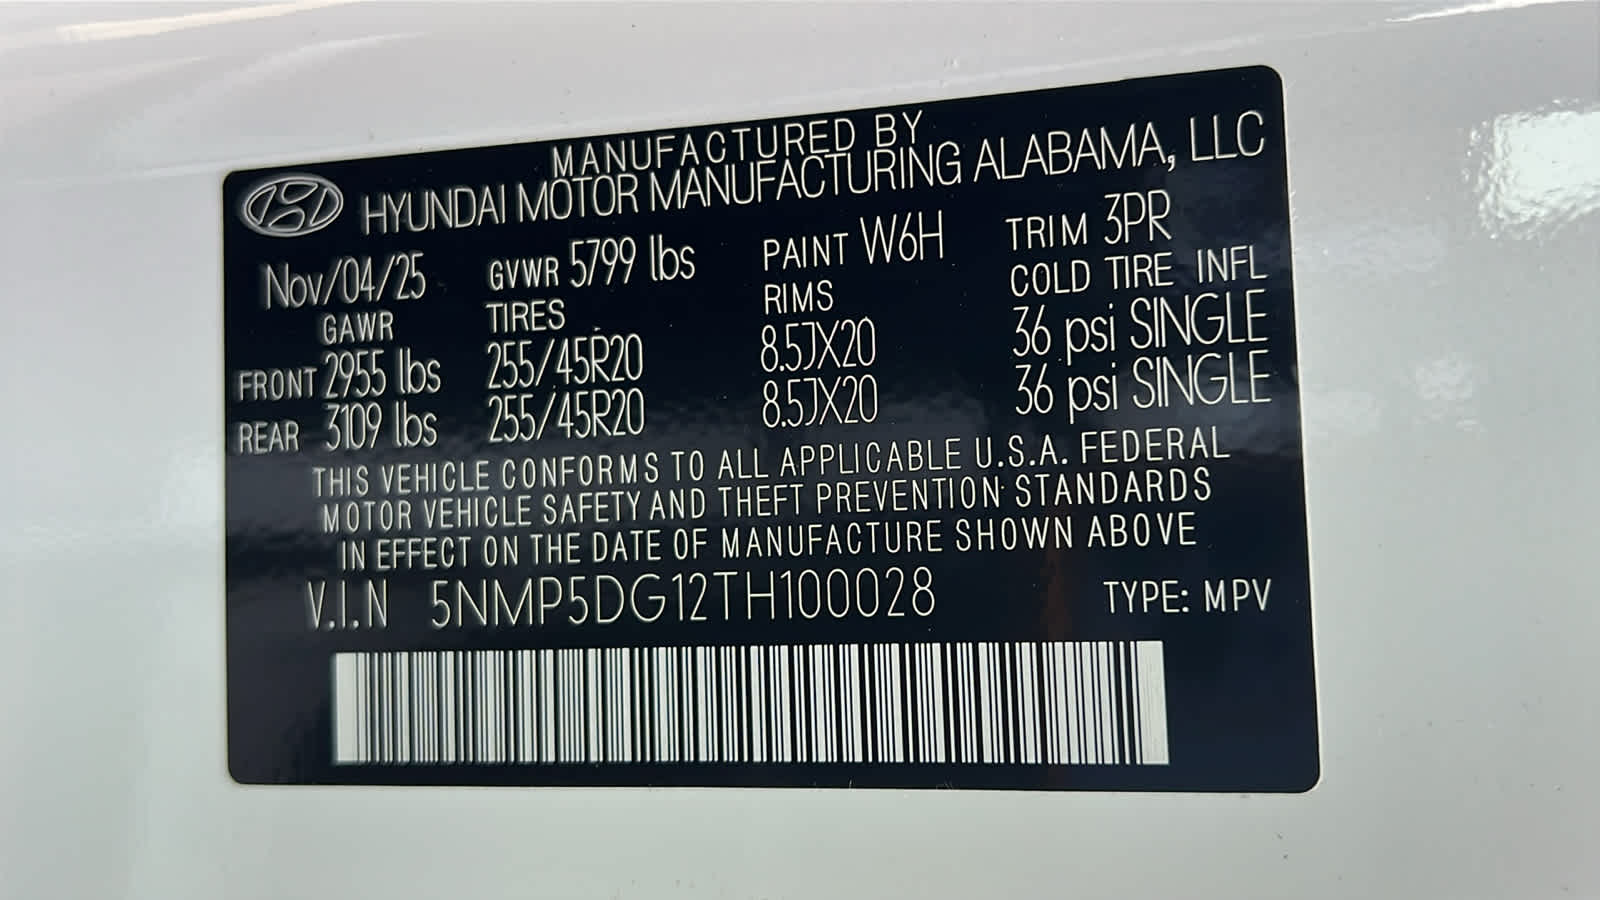 MANUFACTURED BY
HYUNDAI MOTOR MANUFACTURING ALABAMA, LLC
Nov/04/25 GVWR 5799 lbs PAINT W6H TRIM 3PR
GAWR TIRES RIMS COLD TIRE INFL
FRONT 2955 lbs 255/45R20 8.5JX20 36 psi SINGLE
REAR 3109 lbs 255/45R20 8.5JX20 36 psi SINGLE
THIS VEHICLE CONFORMS TO ALL APPLICABLE U.S.A. FEDERAL
MOTOR VEHICLE SAFETY AND THEFT PREVENTION STANDARDS
IN EFFECT ON THE DATE OF MANUFACTURE SHOWN ABOVE
V.I.N 5NMP5DG12TH100028 TYPE: MPV